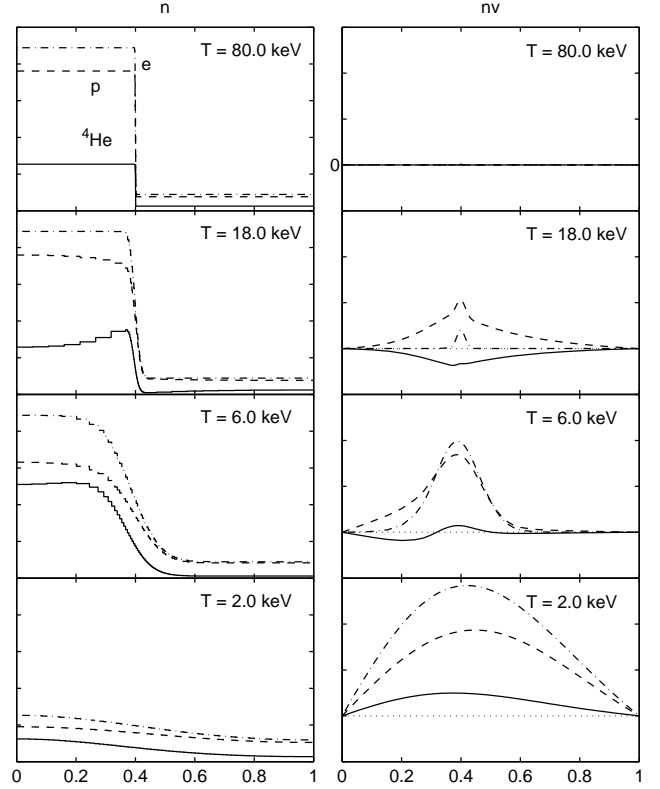 n
nv
T = 80.0 keV
e
p
⁴He
T = 80.0 keV
0
T = 18.0 keV
T = 18.0 keV
T = 6.0 keV
T = 6.0 keV
T = 2.0 keV
T = 2.0 keV
0 0.2 0.4 0.6 0.8 1
0 0.2 0.4 0.6 0.8 1